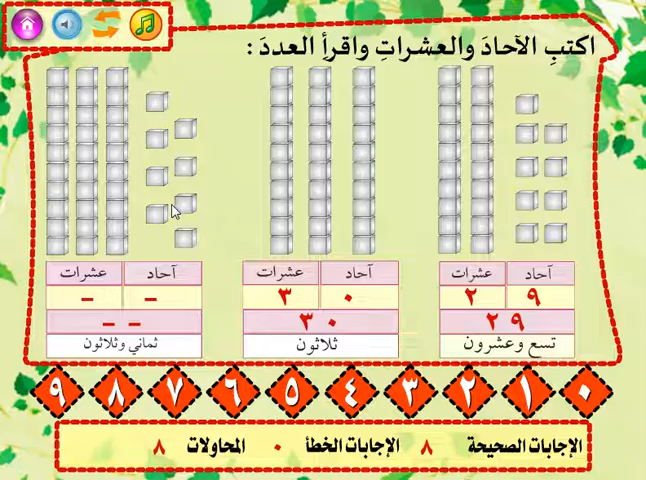 اكتبِ الآحادَ والعشراتِ واقرأِ العددَ :
آحاد عشرات
٩ ٢
٢٩
تسع وعشرون
آحاد عشرات
٠ ٣
٣٠
ثلاثون
آحاد عشرات
- -
- -
ثماني وثلاثون
٩ ٨ ٧ ٦ ٥ ٤ ٣ ٢ ١ ٠
الإجابات الصحيحة ٨ الإجابات الخطأ ٠ المحاولات ٨